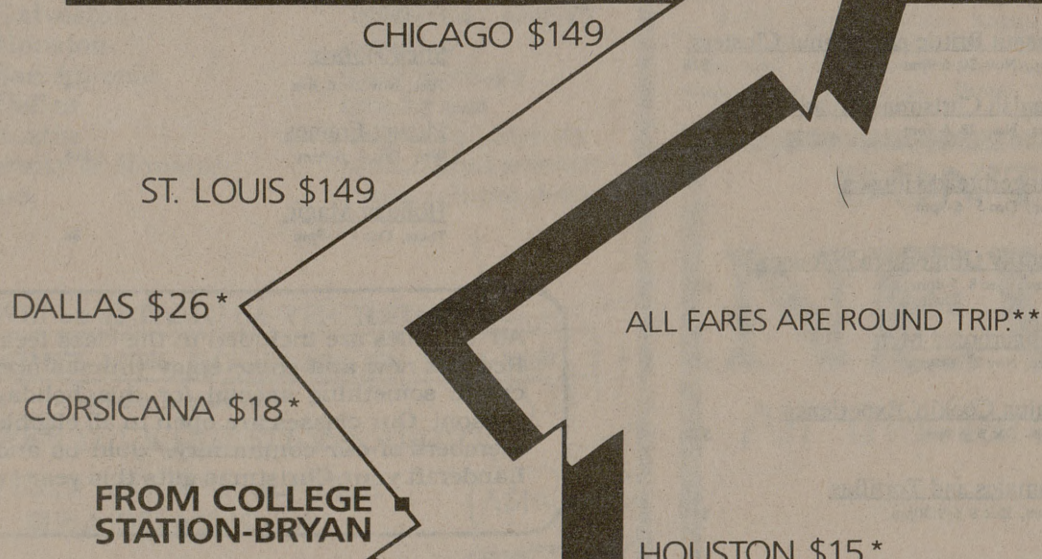 CHICAGO $149
ST. LOUIS $149
DALLAS $26*
ALL FARES ARE ROUND TRIP.**
CORSICANA $18*
FROM COLLEGE
STATION-BRYAN
HOUSTON $15*